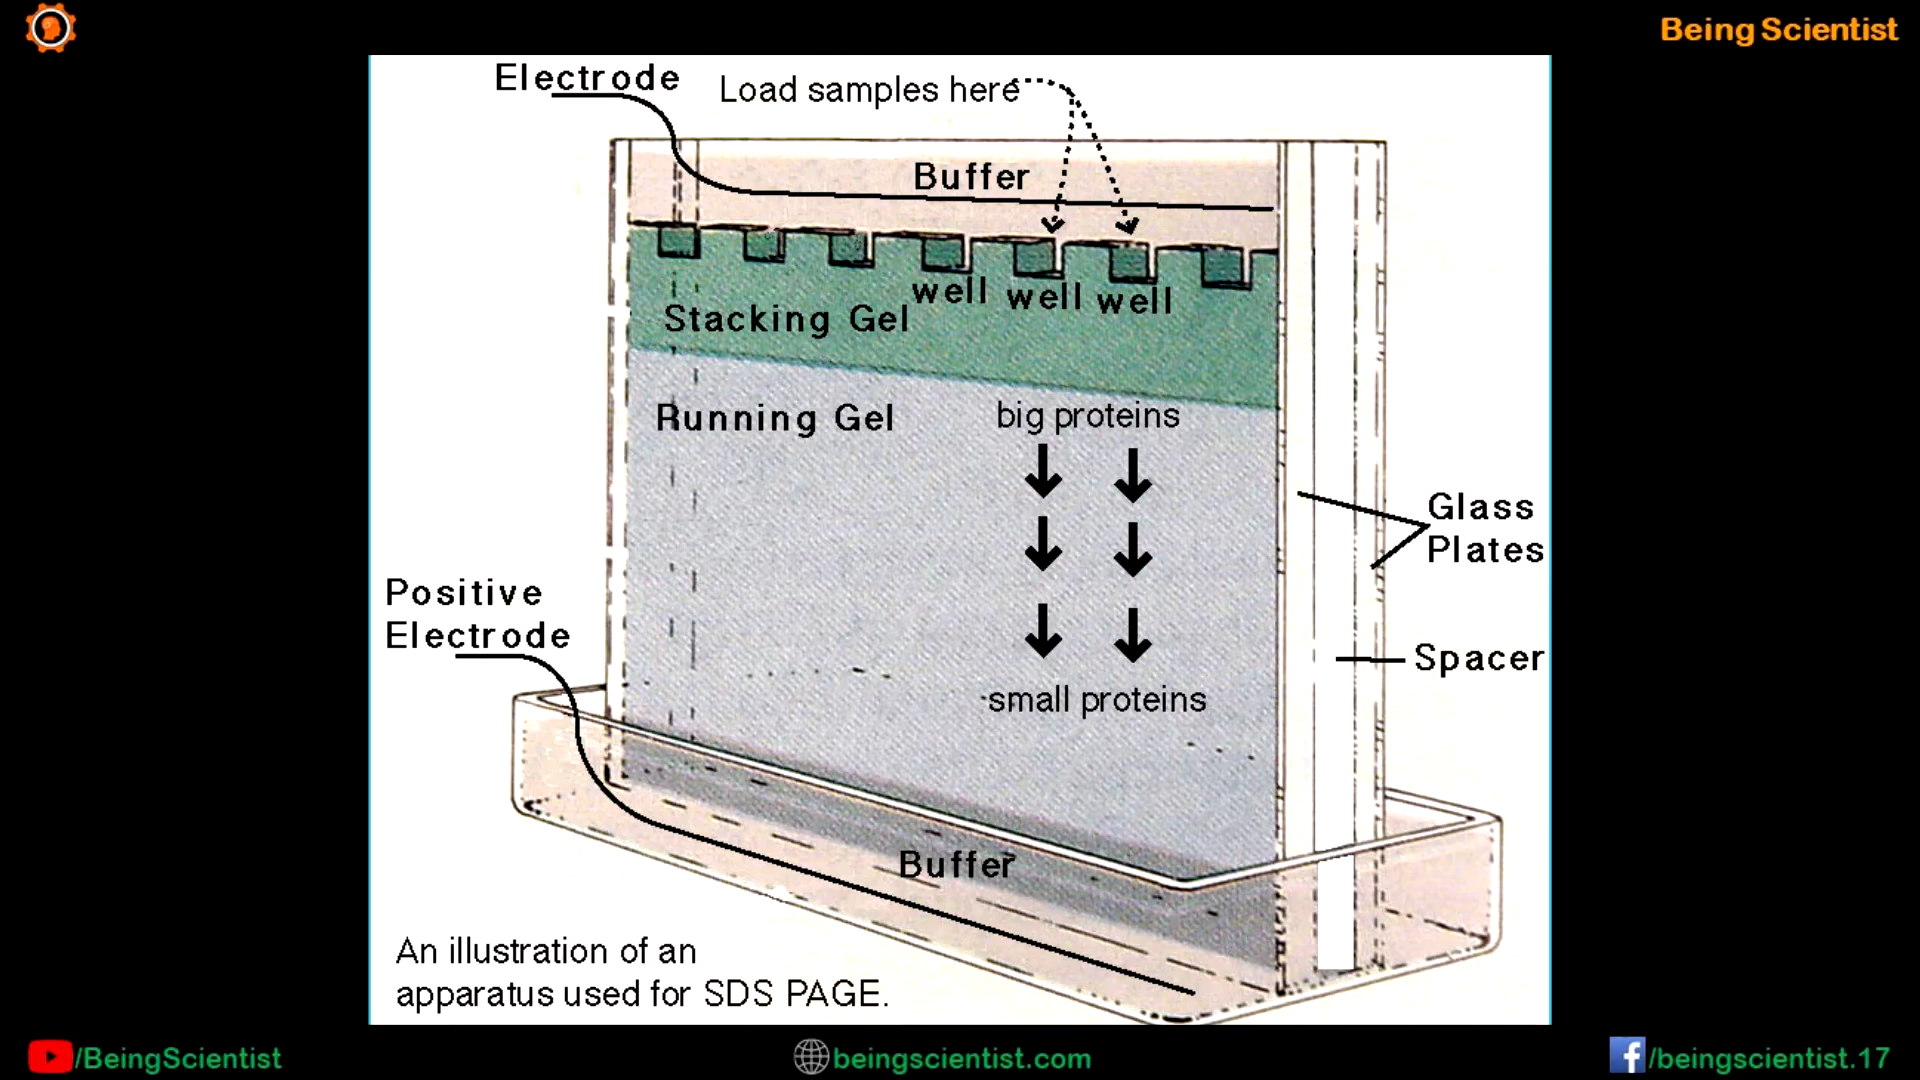 Being Scientist
Electrode
Load samples here
Buffer
well well well
Stacking Gel
Running Gel
big proteins
Glass
Plates
Positive
Electrode
Spacer
small proteins
Buffer
An illustration of an
apparatus used for SDS PAGE.
/BeingScientist
beingscientist.com
/beingscientist.17